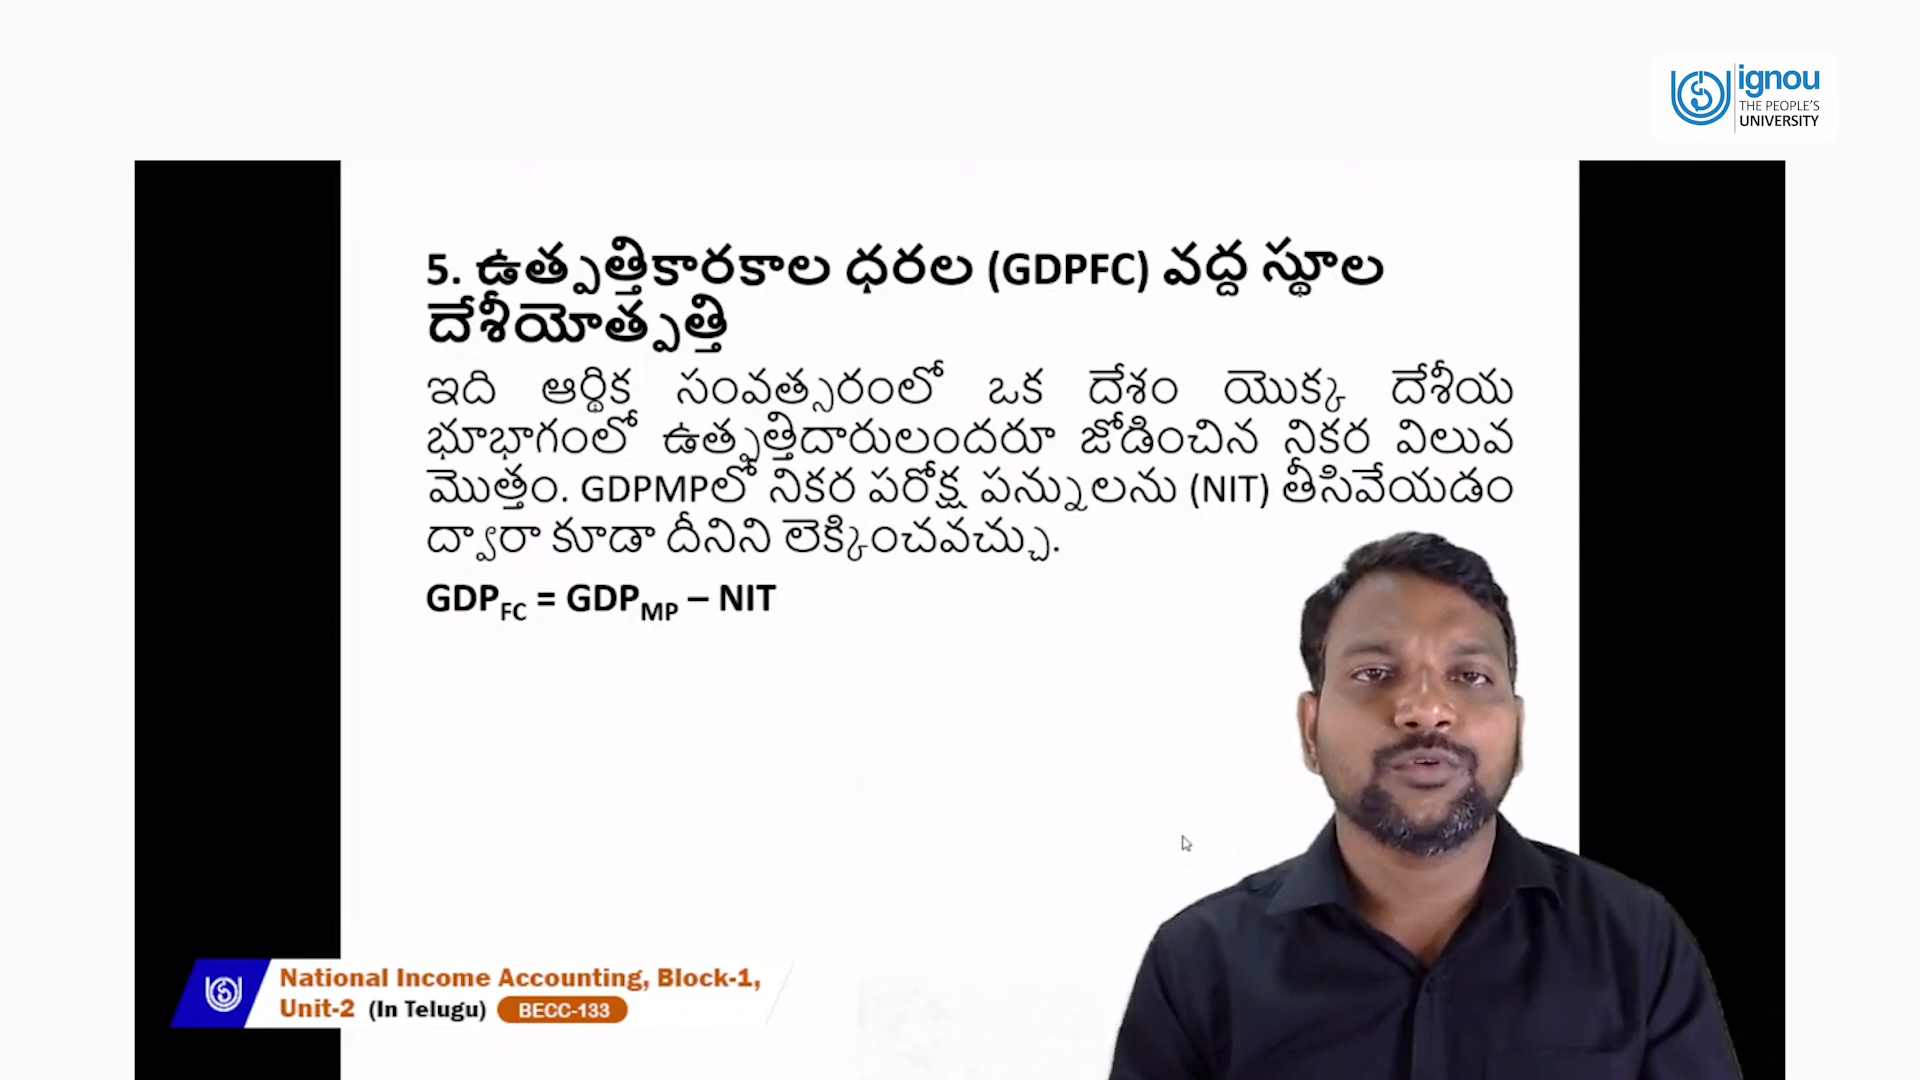 ignou
THE PEOPLE'S
UNIVERSITY
5. ఉత్పత్తికారకాల ధరల (GDPFC) వద్ద స్థూల
దేశీయోత్పత్తి
ఇది ఆర్థిక సంవత్సరంలో ఒక దేశం యొక్క దేశీయ
భూభాగంలో ఉత్పత్తిదారులందరూ జోడించిన నికర విలువ
మొత్తం. GDPMPలో నికర పరోక్ష పన్నులను (NIT) తీసివేయడం
ద్వారా కూడా దీనిని లెక్కించవచ్చు.
GDPFC = GDPMP – NIT
National Income Accounting, Block-1,
Unit-2 (In Telugu) BECC-133